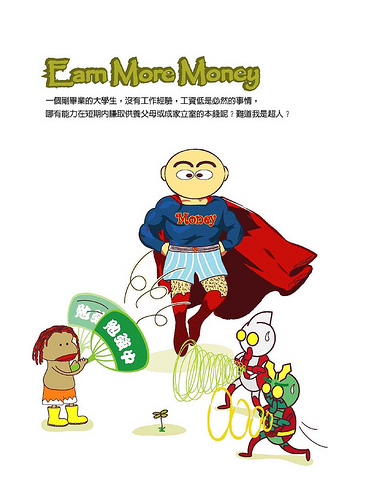 Earn More Money
一個剛畢業的大學生，沒有工作經驗，工資低是必然的事情，
哪有能力在短期內賺取供養父母或成家立室的本錢呢？難道我是超人？
Money
勉強中